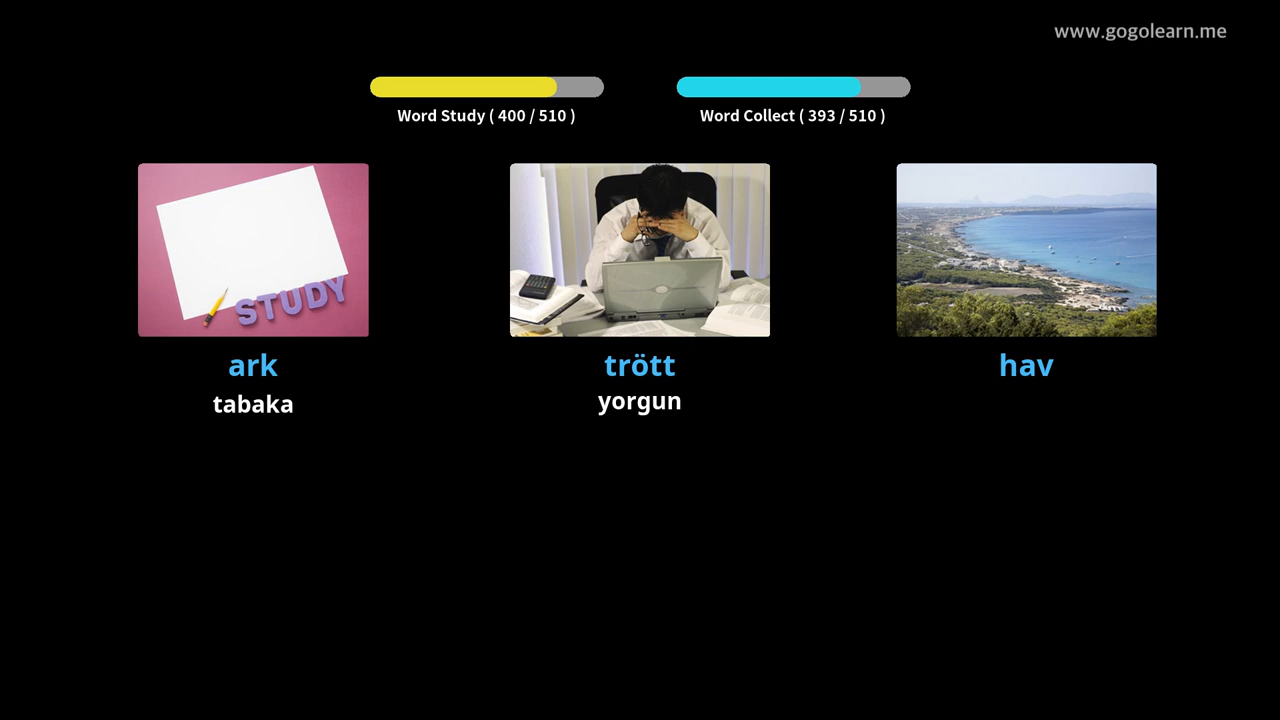 www.gogolearn.me
Word Study ( 400 / 510 )
Word Collect ( 393 / 510 )
STUDY
ark
tabaka
trött
yorgun
hav